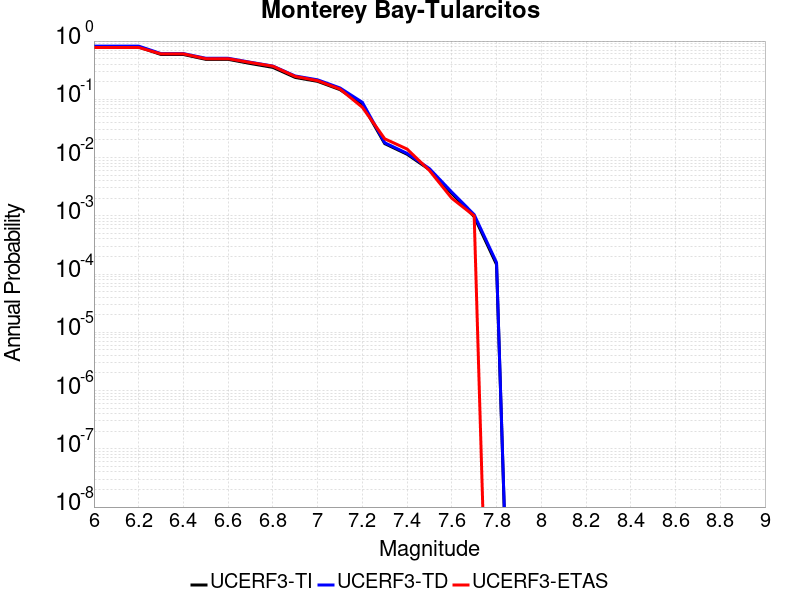 Monterey Bay-Tularcitos
10^0
10^-1
10^-2
10^-3
10^-4
10^-5
10^-6
10^-7
10^-8
Annual Probability
6 6.2 6.4 6.6 6.8 7 7.2 7.4 7.6 7.8 8 8.2 8.4 8.6 8.8 9
Magnitude
UCERF3-TI UCERF3-TD UCERF3-ETAS